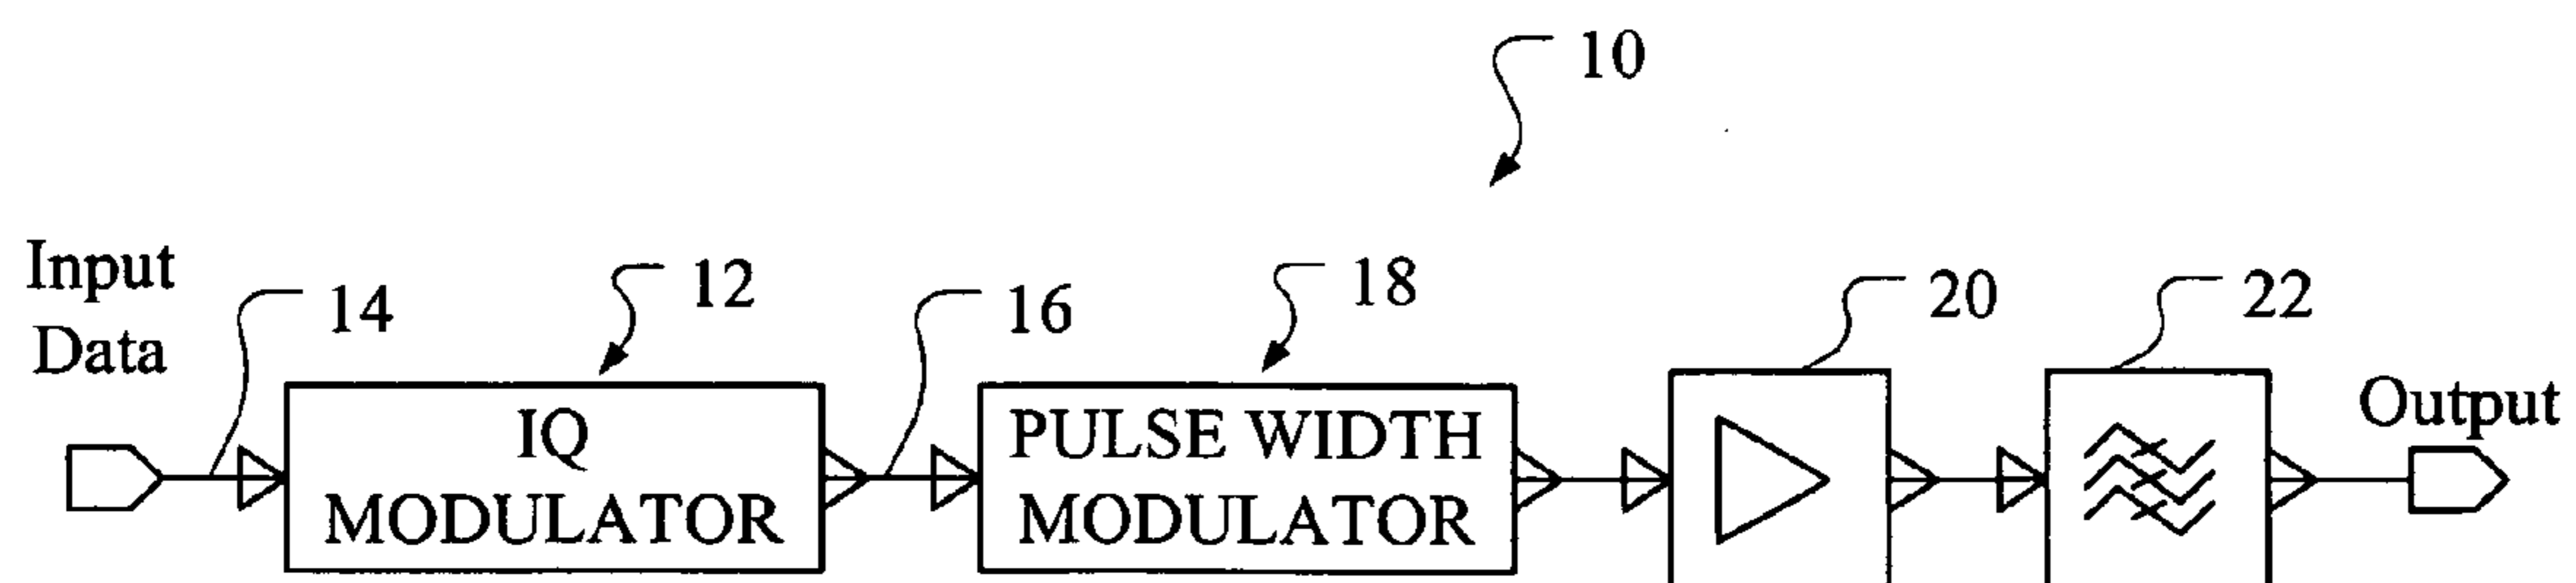 10
Input
Data
14
12
16
18
20
22
Output
IQ
MODULATOR
PULSE WIDTH
MODULATOR